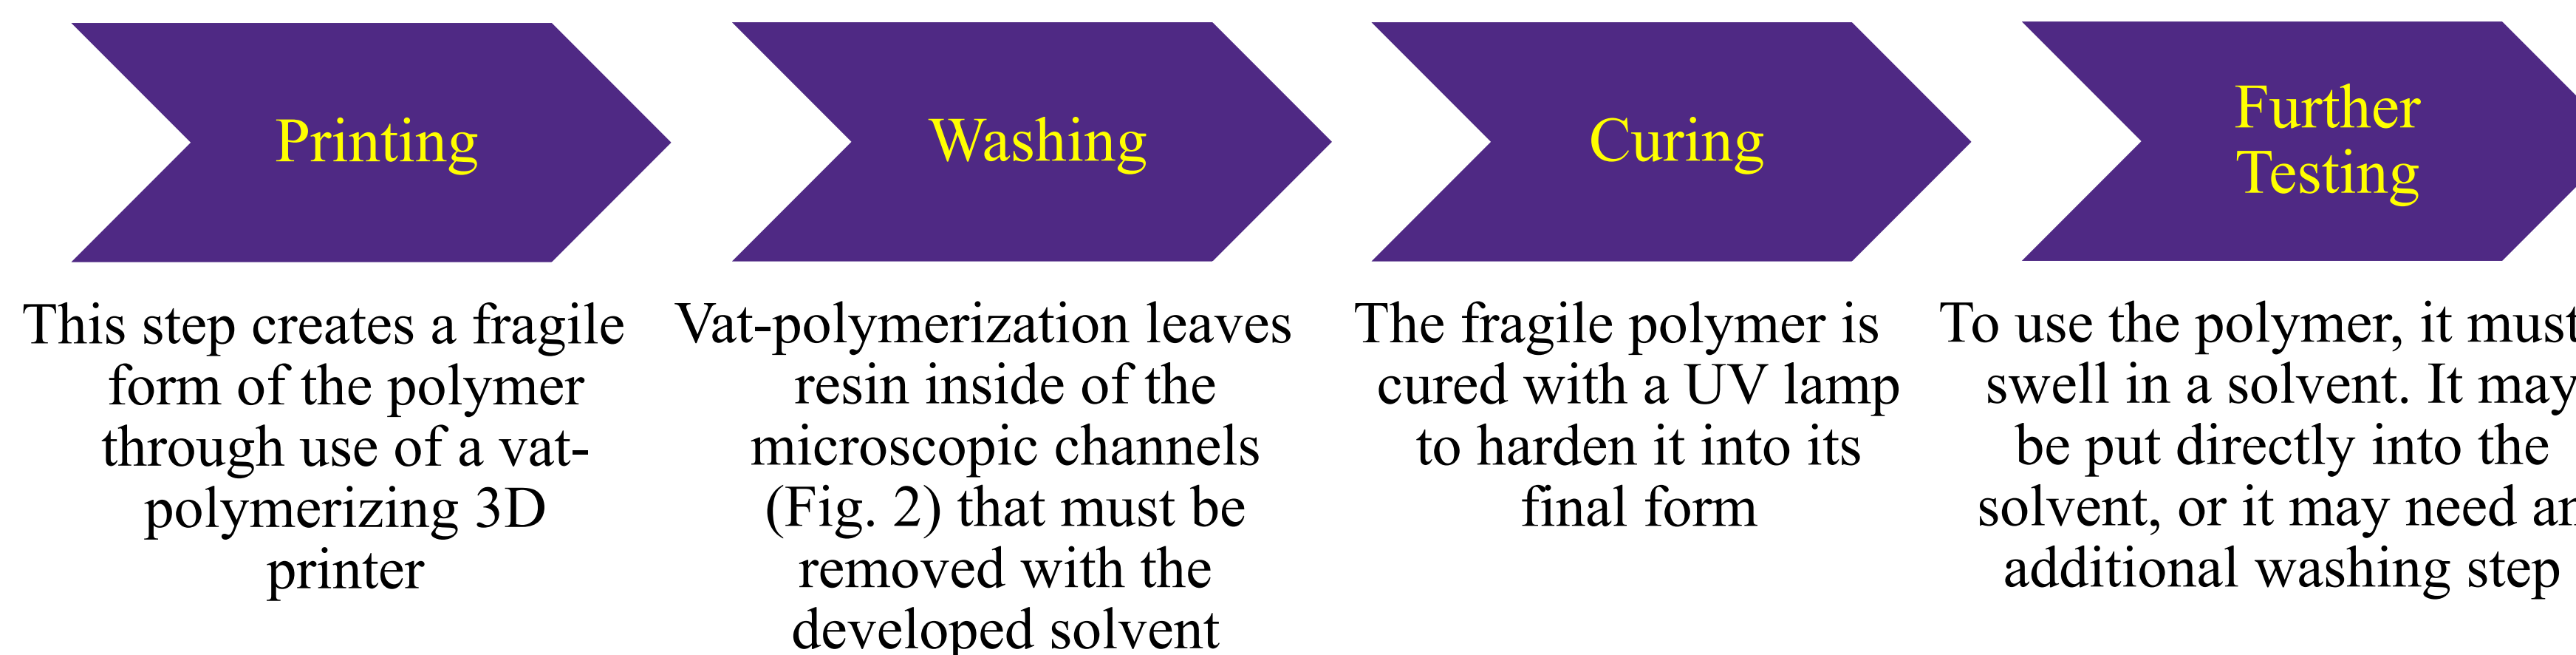 Printing
This step creates a fragile
form of the polymer
through use of a vat-
polymerizing 3D
printer
Washing
Vat-polymerization leaves
resin inside of the
microscopic channels
(Fig. 2) that must be
removed with the
developed solvent
Curing
The fragile polymer is
cured with a UV lamp
to harden it into its
final form
Further
Testing
To use the polymer, it must
swell in a solvent. It may
be put directly into the
solvent, or it may need an
additional washing step